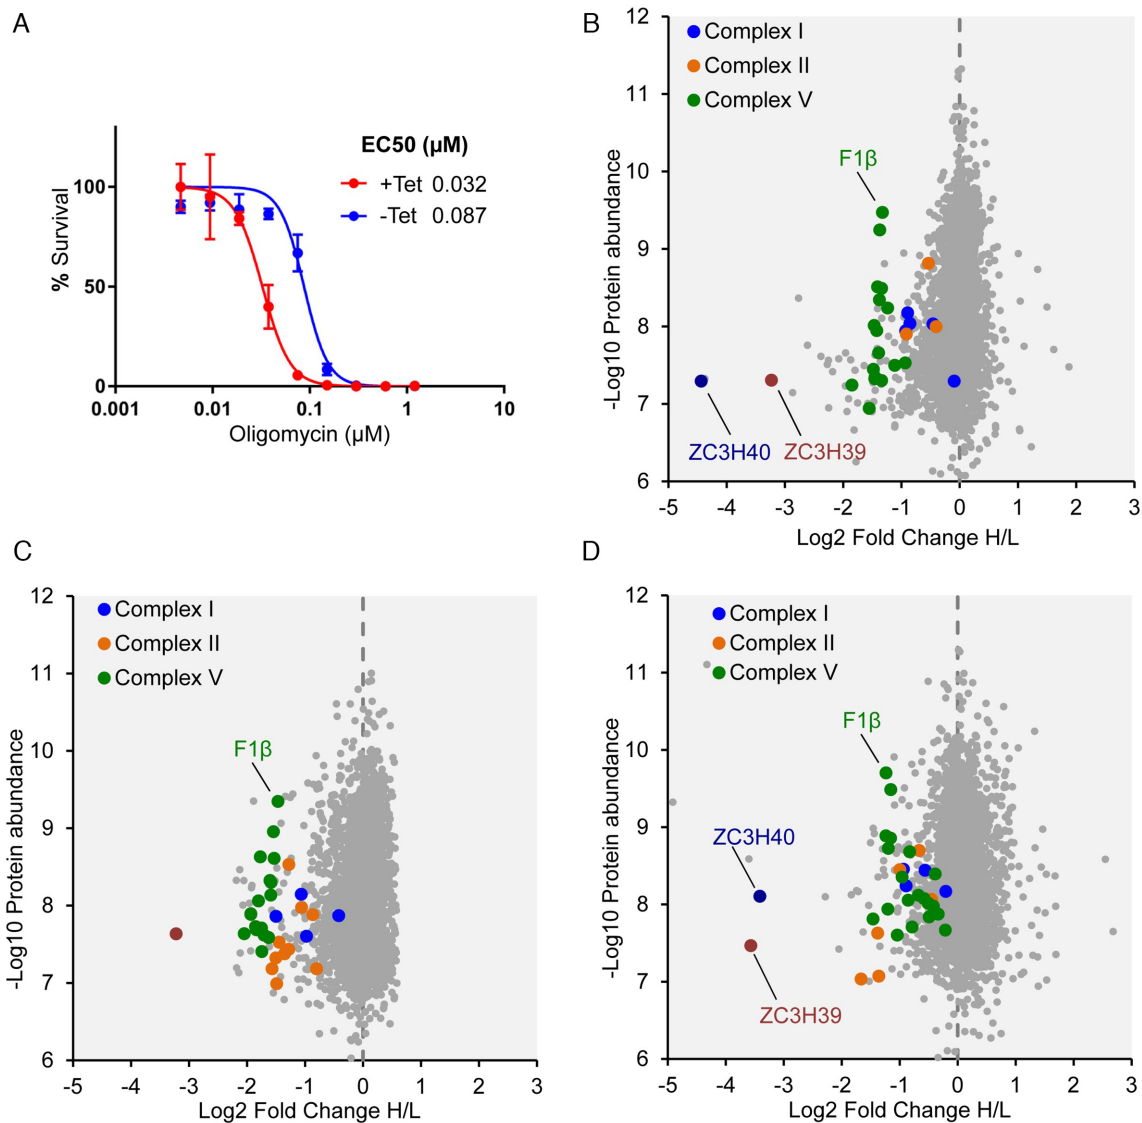 A
EC50 (µM)
+Tet 0.032
-Tet 0.087
% Survival
100
50
0
0.001 0.01 0.1 1 10
Oligomycin (µM)
B
Complex I
Complex II
Complex V
F1β
ZC3H40 ZC3H39
-Log10 Protein abundance
12
11
10
9
8
7
6
-5 -4 -3 -2 -1 0 1 2 3
Log2 Fold Change H/L
C
Complex I
Complex II
Complex V
F1β
-Log10 Protein abundance
12
11
10
9
8
7
6
-5 -4 -3 -2 -1 0 1 2 3
Log2 Fold Change H/L
D
Complex I
Complex II
Complex V
F1β
ZC3H40
ZC3H39
-Log10 Protein abundance
12
11
10
9
8
7
6
-5 -4 -3 -2 -1 0 1 2 3
Log2 Fold Change H/L